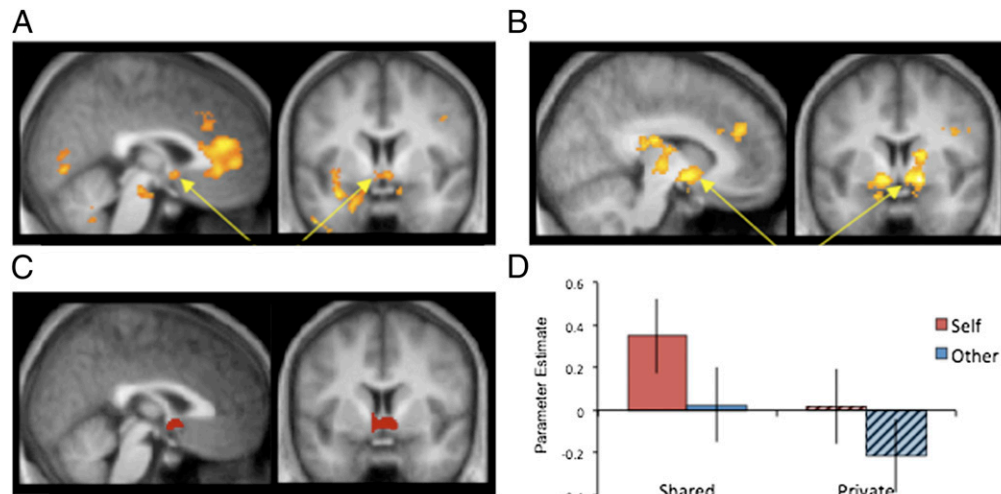 A
B
C
D
0.6
0.4
0.2
0
-0.2
Parameter Estimate
Self
Other
Shared
Private